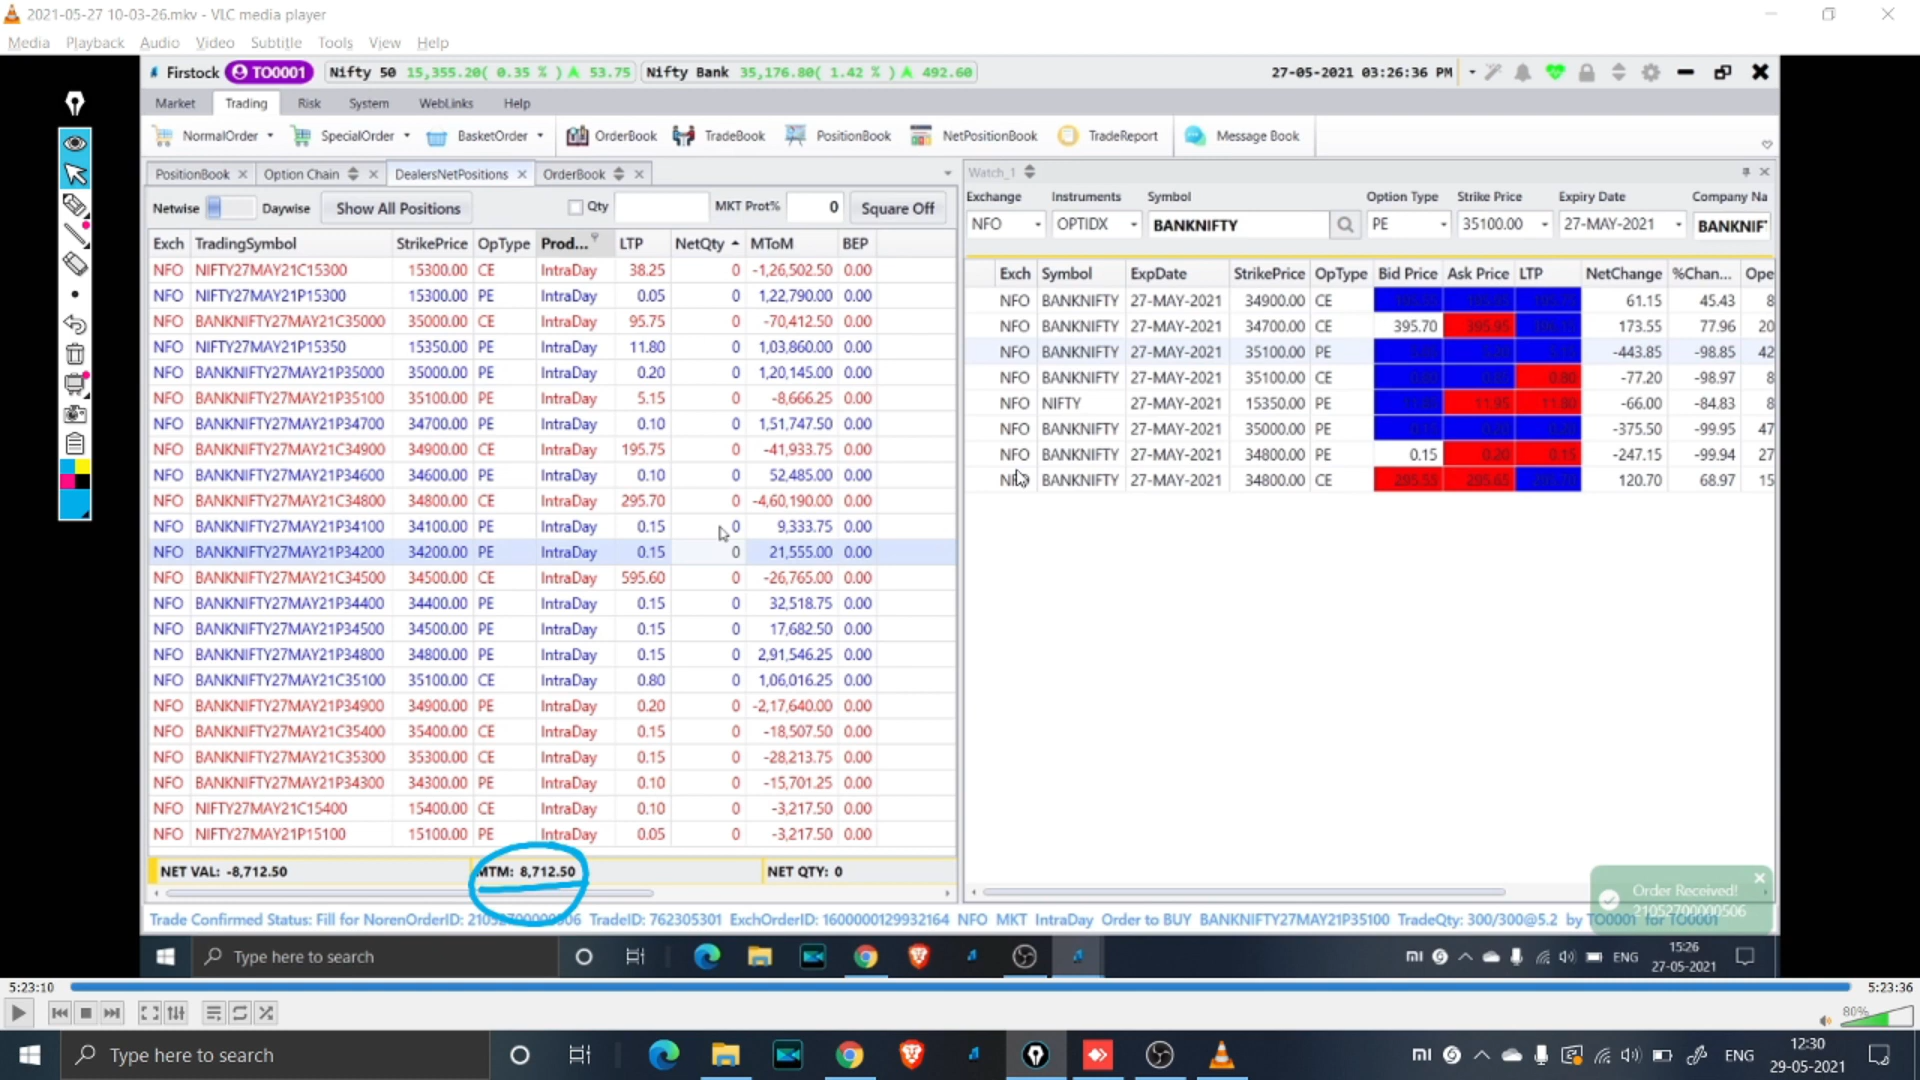 2021-05-27 10-03-26.mkv - VLC media player
Media Playback Audio Video Subtitle Tools View Help
Firstock TO0001 Nifty 50 15,355.20( 0.35 % ) ▲ 53.75 Nifty Bank 35,176.80( 1.42 % ) ▲ 492.60 27-05-2021 03:26:36 PM
Market Trading Risk System WebLinks Help
NormalOrder SpecialOrder BasketOrder OrderBook TradeBook PositionBook NetPositionBook TradeReport Message Book
PositionBook Option Chain DealersNetPositions OrderBook
Netwise Daywise Show All Positions Qty MKT Prot% 0 Square Off
Exch TradingSymbol StrikePrice OpType Prod... LTP NetQty MToM BEP
NFO NIFTY27MAY21C15300 15300.00 CE IntraDay 38.25 0 -1,26,502.50 0.00
NFO NIFTY27MAY21P15300 15300.00 PE IntraDay 0.05 0 1,22,790.00 0.00
NFO BANKNIFTY27MAY21C35000 35000.00 CE IntraDay 95.75 0 -70,412.50 0.00
NFO NIFTY27MAY21P15350 15350.00 PE IntraDay 11.80 0 1,03,860.00 0.00
NFO BANKNIFTY27MAY21P35000 35000.00 PE IntraDay 0.20 0 1,20,145.00 0.00
NFO BANKNIFTY27MAY21P35100 35100.00 PE IntraDay 5.15 0 -8,666.25 0.00
NFO BANKNIFTY27MAY21P34700 34700.00 PE IntraDay 0.10 0 1,51,747.50 0.00
NFO BANKNIFTY27MAY21C34900 34900.00 CE IntraDay 195.75 0 -41,933.75 0.00
NFO BANKNIFTY27MAY21P34600 34600.00 PE IntraDay 0.10 0 52,485.00 0.00
NFO BANKNIFTY27MAY21C34800 34800.00 CE IntraDay 295.70 0 -4,60,190.00 0.00
NFO BANKNIFTY27MAY21P34100 34100.00 PE IntraDay 0.15 0 9,333.75 0.00
NFO BANKNIFTY27MAY21P34200 34200.00 PE IntraDay 0.15 0 21,555.00 0.00
NFO BANKNIFTY27MAY21C34500 34500.00 CE IntraDay 595.60 0 -26,765.00 0.00
NFO BANKNIFTY27MAY21P34400 34400.00 PE IntraDay 0.15 0 32,518.75 0.00
NFO BANKNIFTY27MAY21P34500 34500.00 PE IntraDay 0.15 0 17,682.50 0.00
NFO BANKNIFTY27MAY21P34800 34800.00 PE IntraDay 0.15 0 2,91,546.25 0.00
NFO BANKNIFTY27MAY21C35100 35100.00 CE IntraDay 0.80 0 1,06,016.25 0.00
NFO BANKNIFTY27MAY21P34900 34900.00 PE IntraDay 0.20 0 -2,17,640.00 0.00
NFO BANKNIFTY27MAY21C35400 35400.00 CE IntraDay 0.15 0 -18,507.50 0.00
NFO BANKNIFTY27MAY21C35300 35300.00 CE IntraDay 0.15 0 -28,213.75 0.00
NFO BANKNIFTY27MAY21P34300 34300.00 PE IntraDay 0.10 0 -15,701.25 0.00
NFO NIFTY27MAY21C15400 15400.00 CE IntraDay 0.10 0 -3,217.50 0.00
NFO NIFTY27MAY21P15100 15100.00 PE IntraDay 0.05 0 -3,217.50 0.00
NET VAL: -8,712.50 MTM: 8,712.50 NET QTY: 0
Watch_1
Exchange Instruments Symbol Option Type Strike Price Expiry Date Company Na
NFO OPTIDX BANKNIFTY PE 35100.00 27-MAY-2021 BANKNIF
Exch Symbol ExpDate StrikePrice OpType Bid Price Ask Price LTP NetChange %Chan... Ope
NFO BANKNIFTY 27-MAY-2021 34900.00 CE 61.15 45.43 8
NFO BANKNIFTY 27-MAY-2021 34700.00 CE 395.70 395.95 173.55 77.96 20
NFO BANKNIFTY 27-MAY-2021 35100.00 PE -443.85 -98.85 42
NFO BANKNIFTY 27-MAY-2021 35100.00 CE 0.80 -77.20 -98.97 8
NFO NIFTY 27-MAY-2021 15350.00 PE 11.95 11.80 -66.00 -84.83 8
NFO BANKNIFTY 27-MAY-2021 35000.00 PE -375.50 -99.95 47
NFO BANKNIFTY 27-MAY-2021 34800.00 PE 0.15 0.20 0.15 -247.15 -99.94 27
NFO BANKNIFTY 27-MAY-2021 34800.00 CE 295.55 295.65 120.70 68.97 15
Order Received!
21052700000506
Trade Confirmed Status: Fill for NorenOrderID: 21052700000506 TradeID: 762305301 ExchOrderID: 1600000129932164 NFO MKT IntraDay Order to BUY BANKNIFTY27MAY21P35100 TradeQty: 300/300@5.2 by TO0001 for TO0001
Type here to search mi ENG 15:26
27-05-2021
5:23:10 5:23:36
80%
Type here to search mi ENG 12:30
29-05-2021